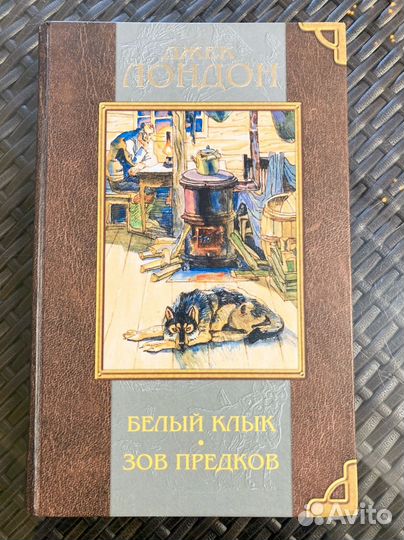 ДЖЕК
ЛОНДОН
БЕЛЫЙ КЛЫК
•
ЗОВ ПРЕДКОВ
Avito